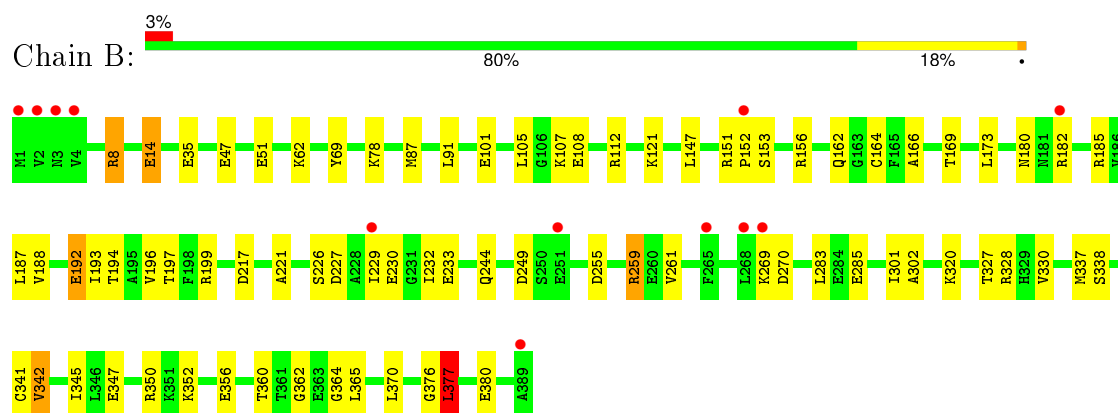 3%
Chain B:
80% 18% •
M1 V2 N3 V4 R8 E14 E35 E47 E51 K62 Y69 K78 M87 L91 E101 L105 G106 K107 E108 R112 K121 L147 R151 P152 S153 R156 Q162 G163 C164 F165 A166 T169 L173 N180 N181 R182 R185 V186
L187 V188 E192 I193 T194 A195 V196 T197 F198 R199 D217 A221 S226 D227 A228 I229 E230 G231 I232 E233 Q244 D249 S250 E251 D255 R259 E260 V261 F265 L268 K269 D270 L283 E284 E285 I301 A302 K320 T327 R328 H329 V330 M337 S338
C341 V342 I345 L346 E347 R350 K351 K352 E356 T360 T361 G362 E363 G364 L365 L370 G376 L377 E380 A389